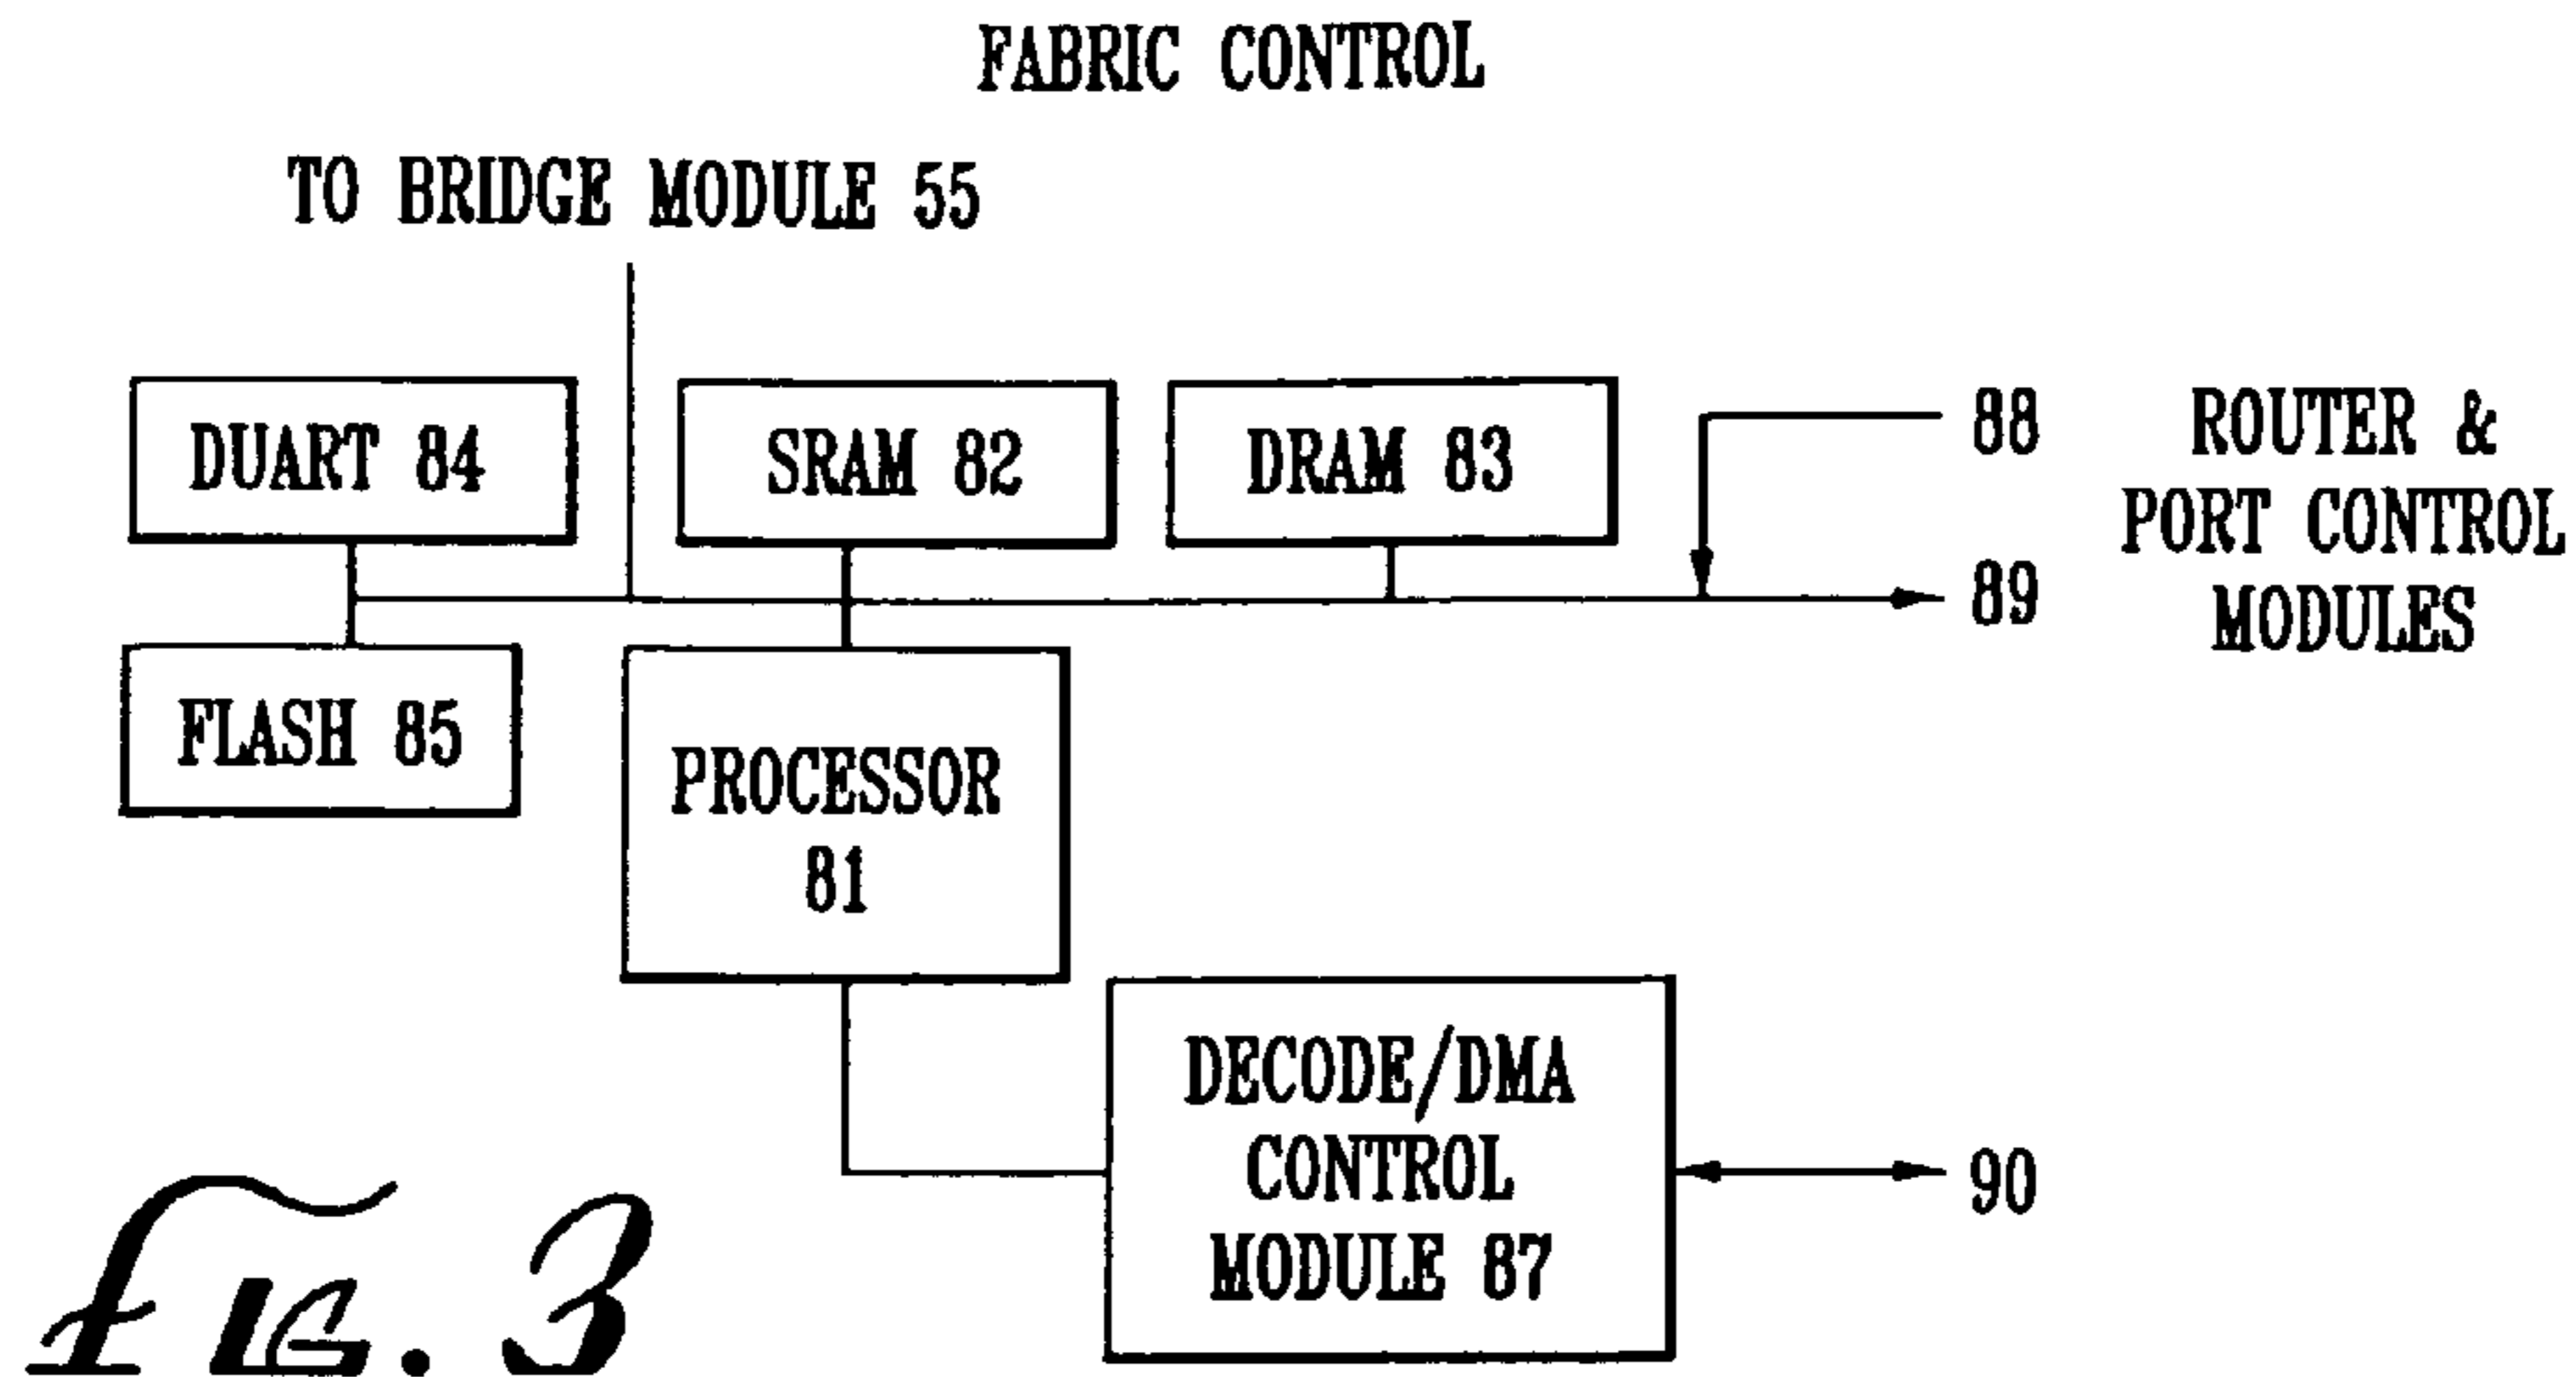 FABRIC CONTROL
TO BRIDGE MODULE 55
DUART 84
SRAM 82
DRAM 83
88
ROUTER &
PORT CONTROL
MODULES
89
FLASH 85
PROCESSOR
81
DECODE/DMA
CONTROL
MODULE 87
90
FIG. 3